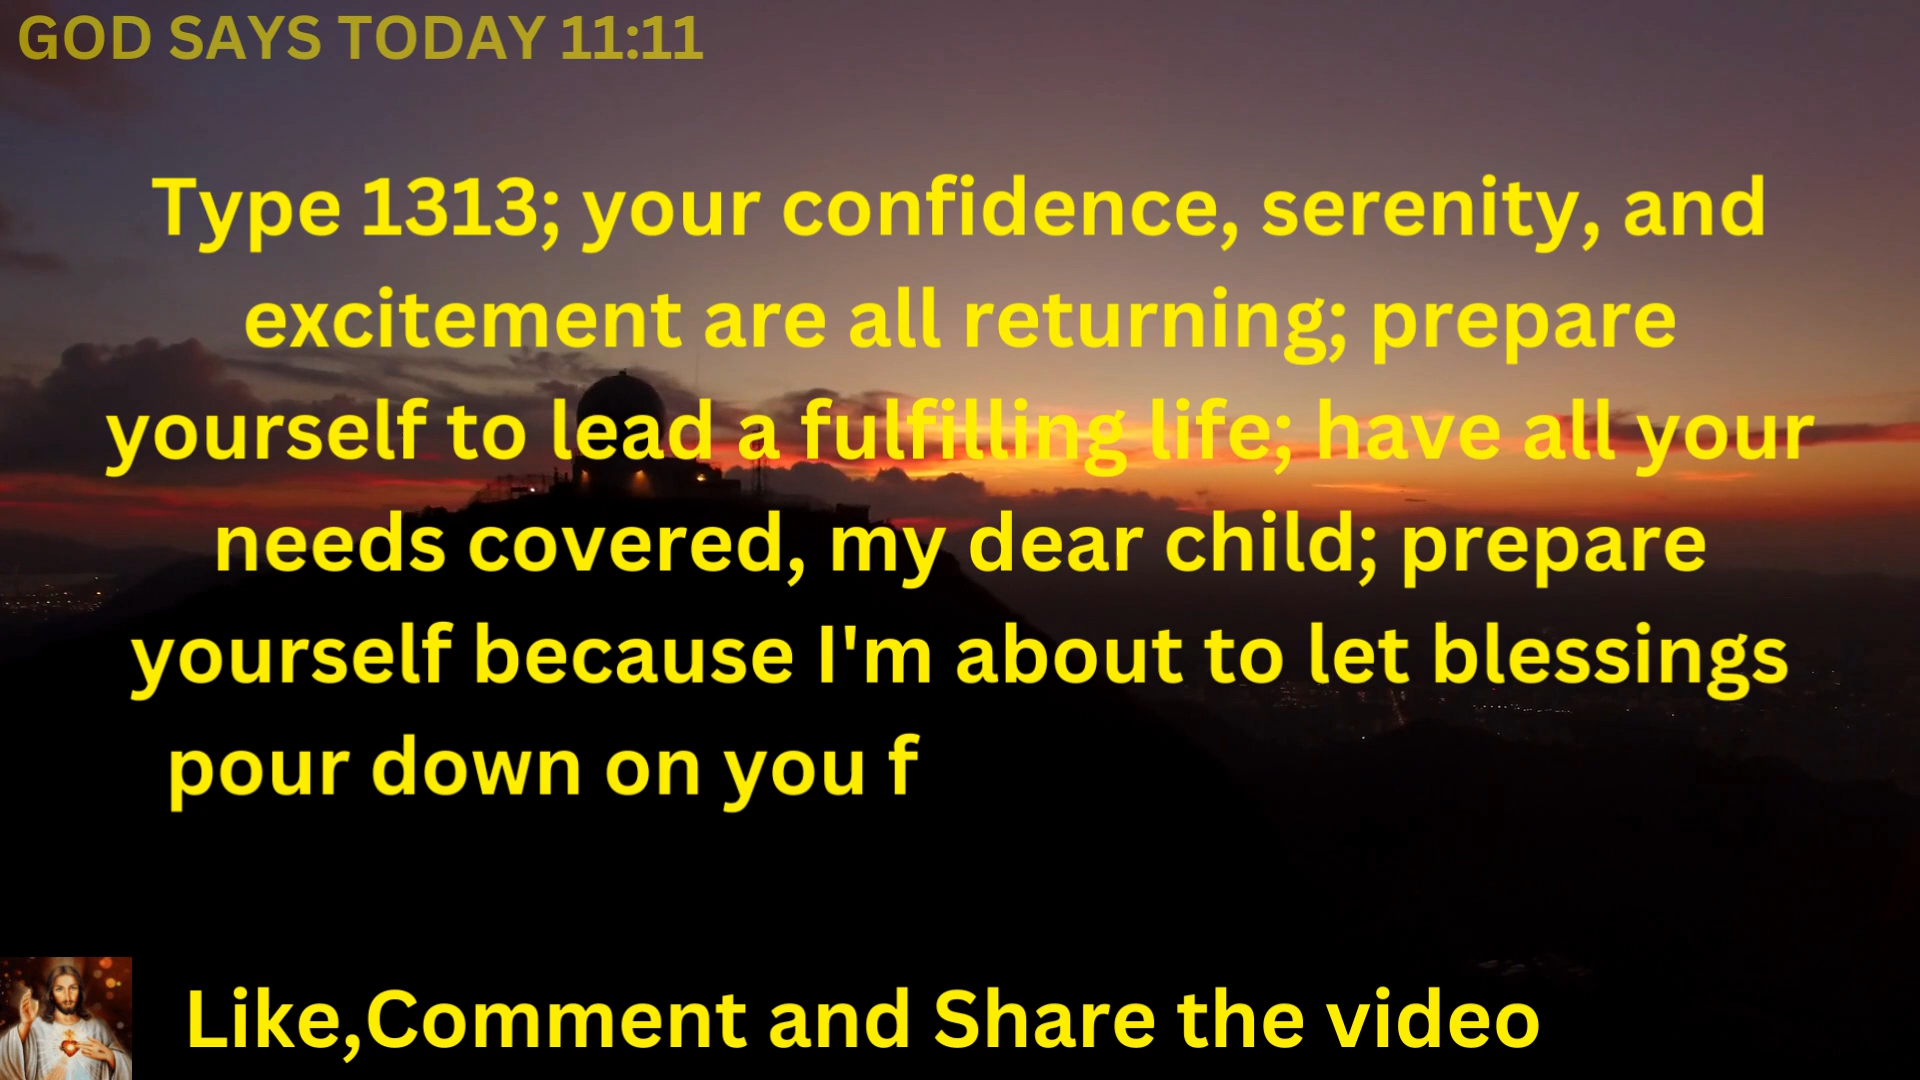 GOD SAYS TODAY 11:11
Type 1313; your confidence, serenity, and
excitement are all returning; prepare
yourself to lead a fulfilling life; have all your
needs covered, my dear child; prepare
yourself because I'm about to let blessings
pour down on you f
Like,Comment and Share the video